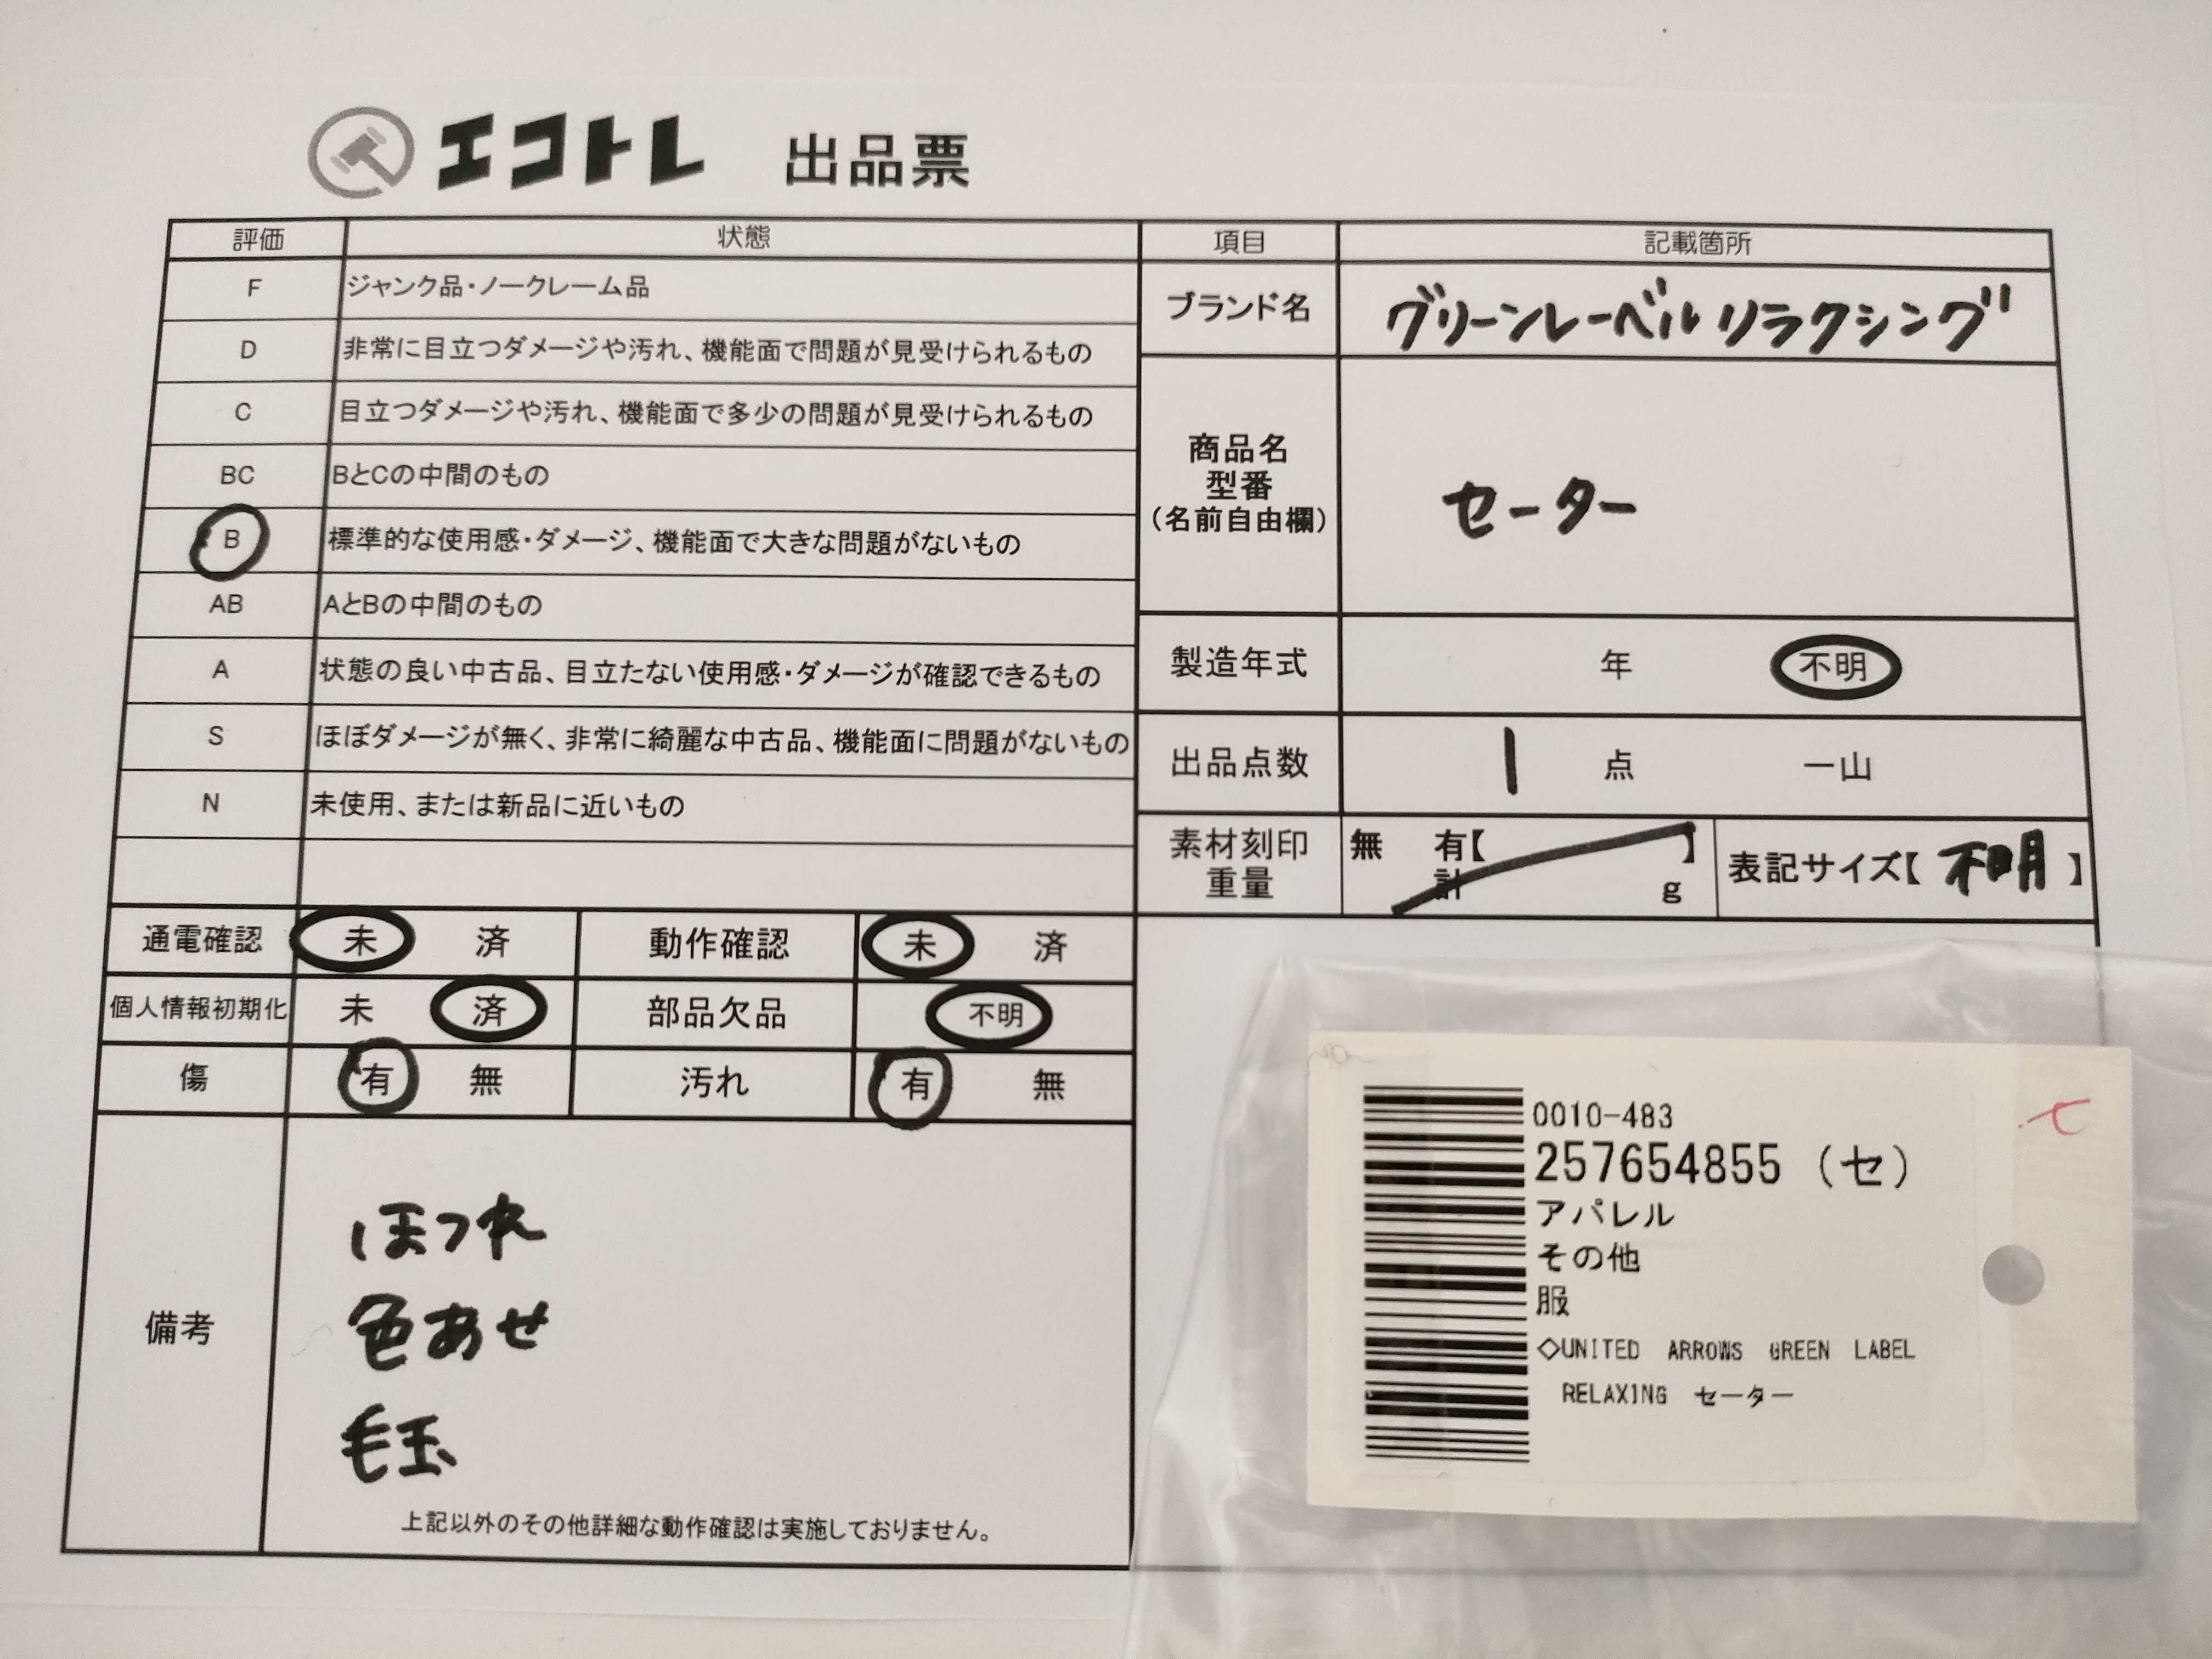 エコトレ 出品票
評価 状態
F ジャンク品・ノークレーム品
D 非常に目立つダメージや汚れ、機能面で問題が見受けられるもの
C 目立つダメージや汚れ、機能面で多少の問題が見受けられるもの
BC BとCの中間のもの
B 標準的な使用感・ダメージ、機能面で大きな問題がないもの
AB AとBの中間のもの
A 状態の良い中古品、目立たない使用感・ダメージが確認できるもの
S ほぼダメージが無く、非常に綺麗な中古品、機能面に問題がないもの
N 未使用、または新品に近いもの
項目 記載箇所
ブランド名 グリーンレーベルリラクシング
商品名
型番
(名前自由欄)
セーター
製造年式 年 不明
出品点数 1 点 一山
素材刻印 無 有【 】
重量 計 g
表記サイズ【 不明 】
通電確認 未 済 動作確認 未 済
個人情報初期化 未 済 部品欠品 不明
傷 有 無 汚れ 有 無
備考
ほつれ
色あせ
毛玉
上記以外のその他詳細な動作確認は実施しておりません。
0010-483
257654855 (セ)
アパレル
その他
服
◇UNITED ARROWS GREEN LABEL
RELAXING セーター